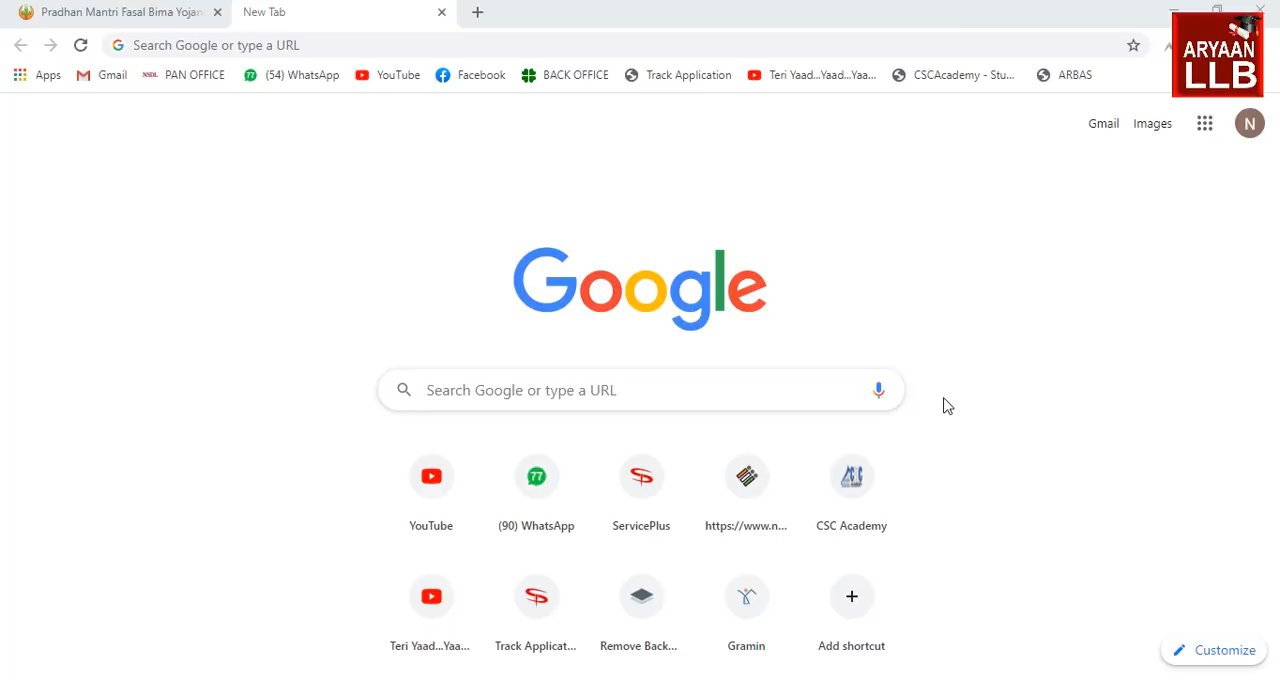 Pradhan Mantri Fasal Bima Yojan
New Tab
Search Google or type a URL
Apps
Gmail
NSDL PAN OFFICE
(54) WhatsApp
YouTube
Facebook
BACK OFFICE
Track Application
Teri Yaad...Yaad...Yaa...
CSCAcademy - Stu...
ARBAS
ARYAAN
LLB
Gmail
Images
N
Google
Search Google or type a URL
77
YouTube
(90) WhatsApp
ServicePlus
https://www.n...
CSC Academy
Teri Yaad...Yaa...
Track Applicat...
Remove Back...
Gramin
Add shortcut
Customize